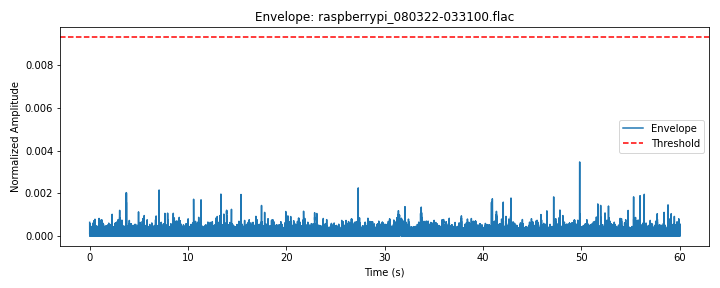 Envelope: raspberrypi_080322-033100.flac
Normalized Amplitude
0.008
0.006
0.004
0.002
0.000
Envelope
Threshold
0
10
20
30
40
50
60
Time (s)